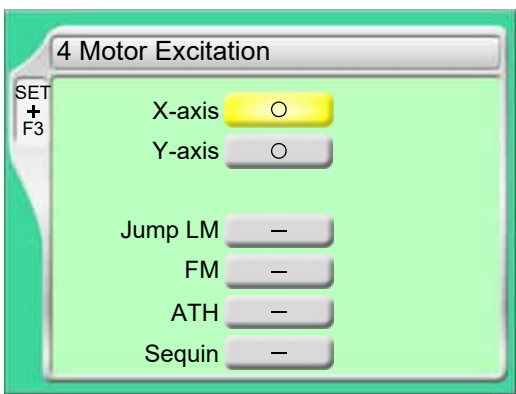 4 Motor Excitation
SET
+
F3
X-axis ○
Y-axis ○
Jump LM –
FM –
ATH –
Sequin –